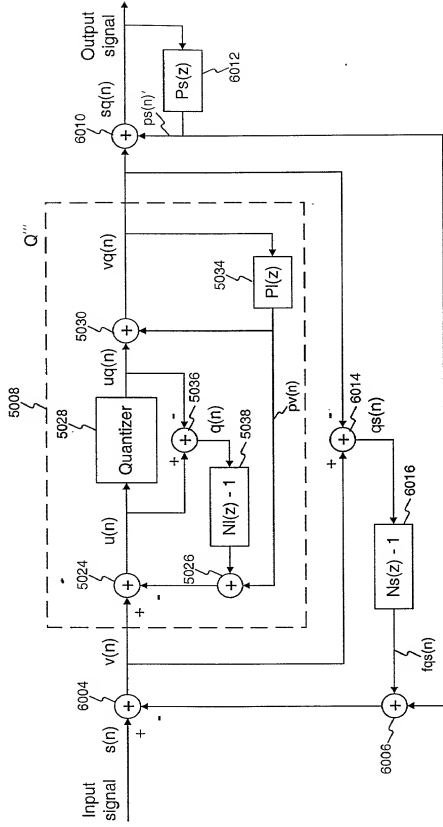 Input signal
s(n)
+
-
6004
v(n)
5008
Q'''
+
-
5024
u(n)
5028
Quantizer
uq(n)
5030
vq(n)
6010
sq(n)
Output signal
Ps(z)
6012
ps(n)'
+
-
5036
q(n)
Nl(z) - 1
5038
5026
Pl(z)
5034
pv(n)
+
-
6014
qs(n)
Ns(z) - 1
6016
fqs(n)
6006